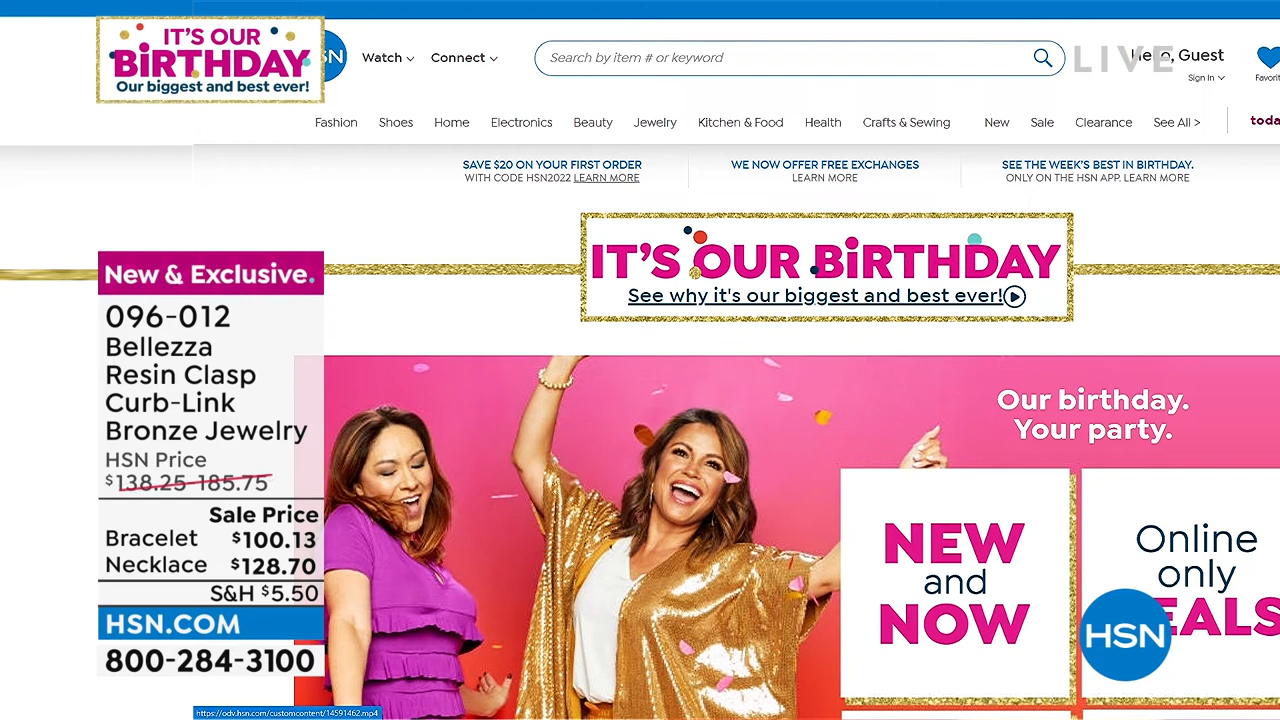 IT'S OUR
BiRTHDAY
Our biggest and best ever!
Watch
Connect
Search by item # or keyword
LIVE
Guest
Sign In
Fashion
Shoes
Home
Electronics
Beauty
Jewelry
Kitchen & Food
Health
Crafts & Sewing
New
Sale
Clearance
See All >
SAVE $20 ON YOUR FIRST ORDER
WITH CODE HSN2022 LEARN MORE
WE NOW OFFER FREE EXCHANGES
LEARN MORE
SEE THE WEEK'S BEST IN BIRTHDAY.
ONLY ON THE HSN APP. LEARN MORE
IT'S OUR BiRTHDAY
See why it's our biggest and best ever!
New & Exclusive.
096-012
Bellezza
Resin Clasp
Curb-Link
Bronze Jewelry
HSN Price
$138.25-185.75
Sale Price
Bracelet $100.13
Necklace $128.70
S&H $5.50
HSN.COM
800-284-3100
Our birthday.
Your party.
NEW
and
NOW
Online
only
HSN
https://odv.hsn.com/customcontent/14591462.mp4